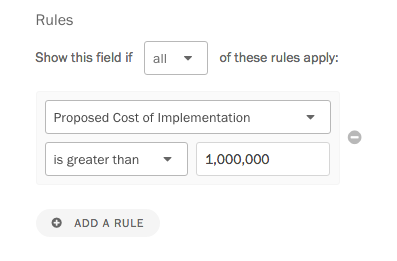 Rules
Show this field if all of these rules apply:
Proposed Cost of Implementation
is greater than 1,000,000
ADD A RULE